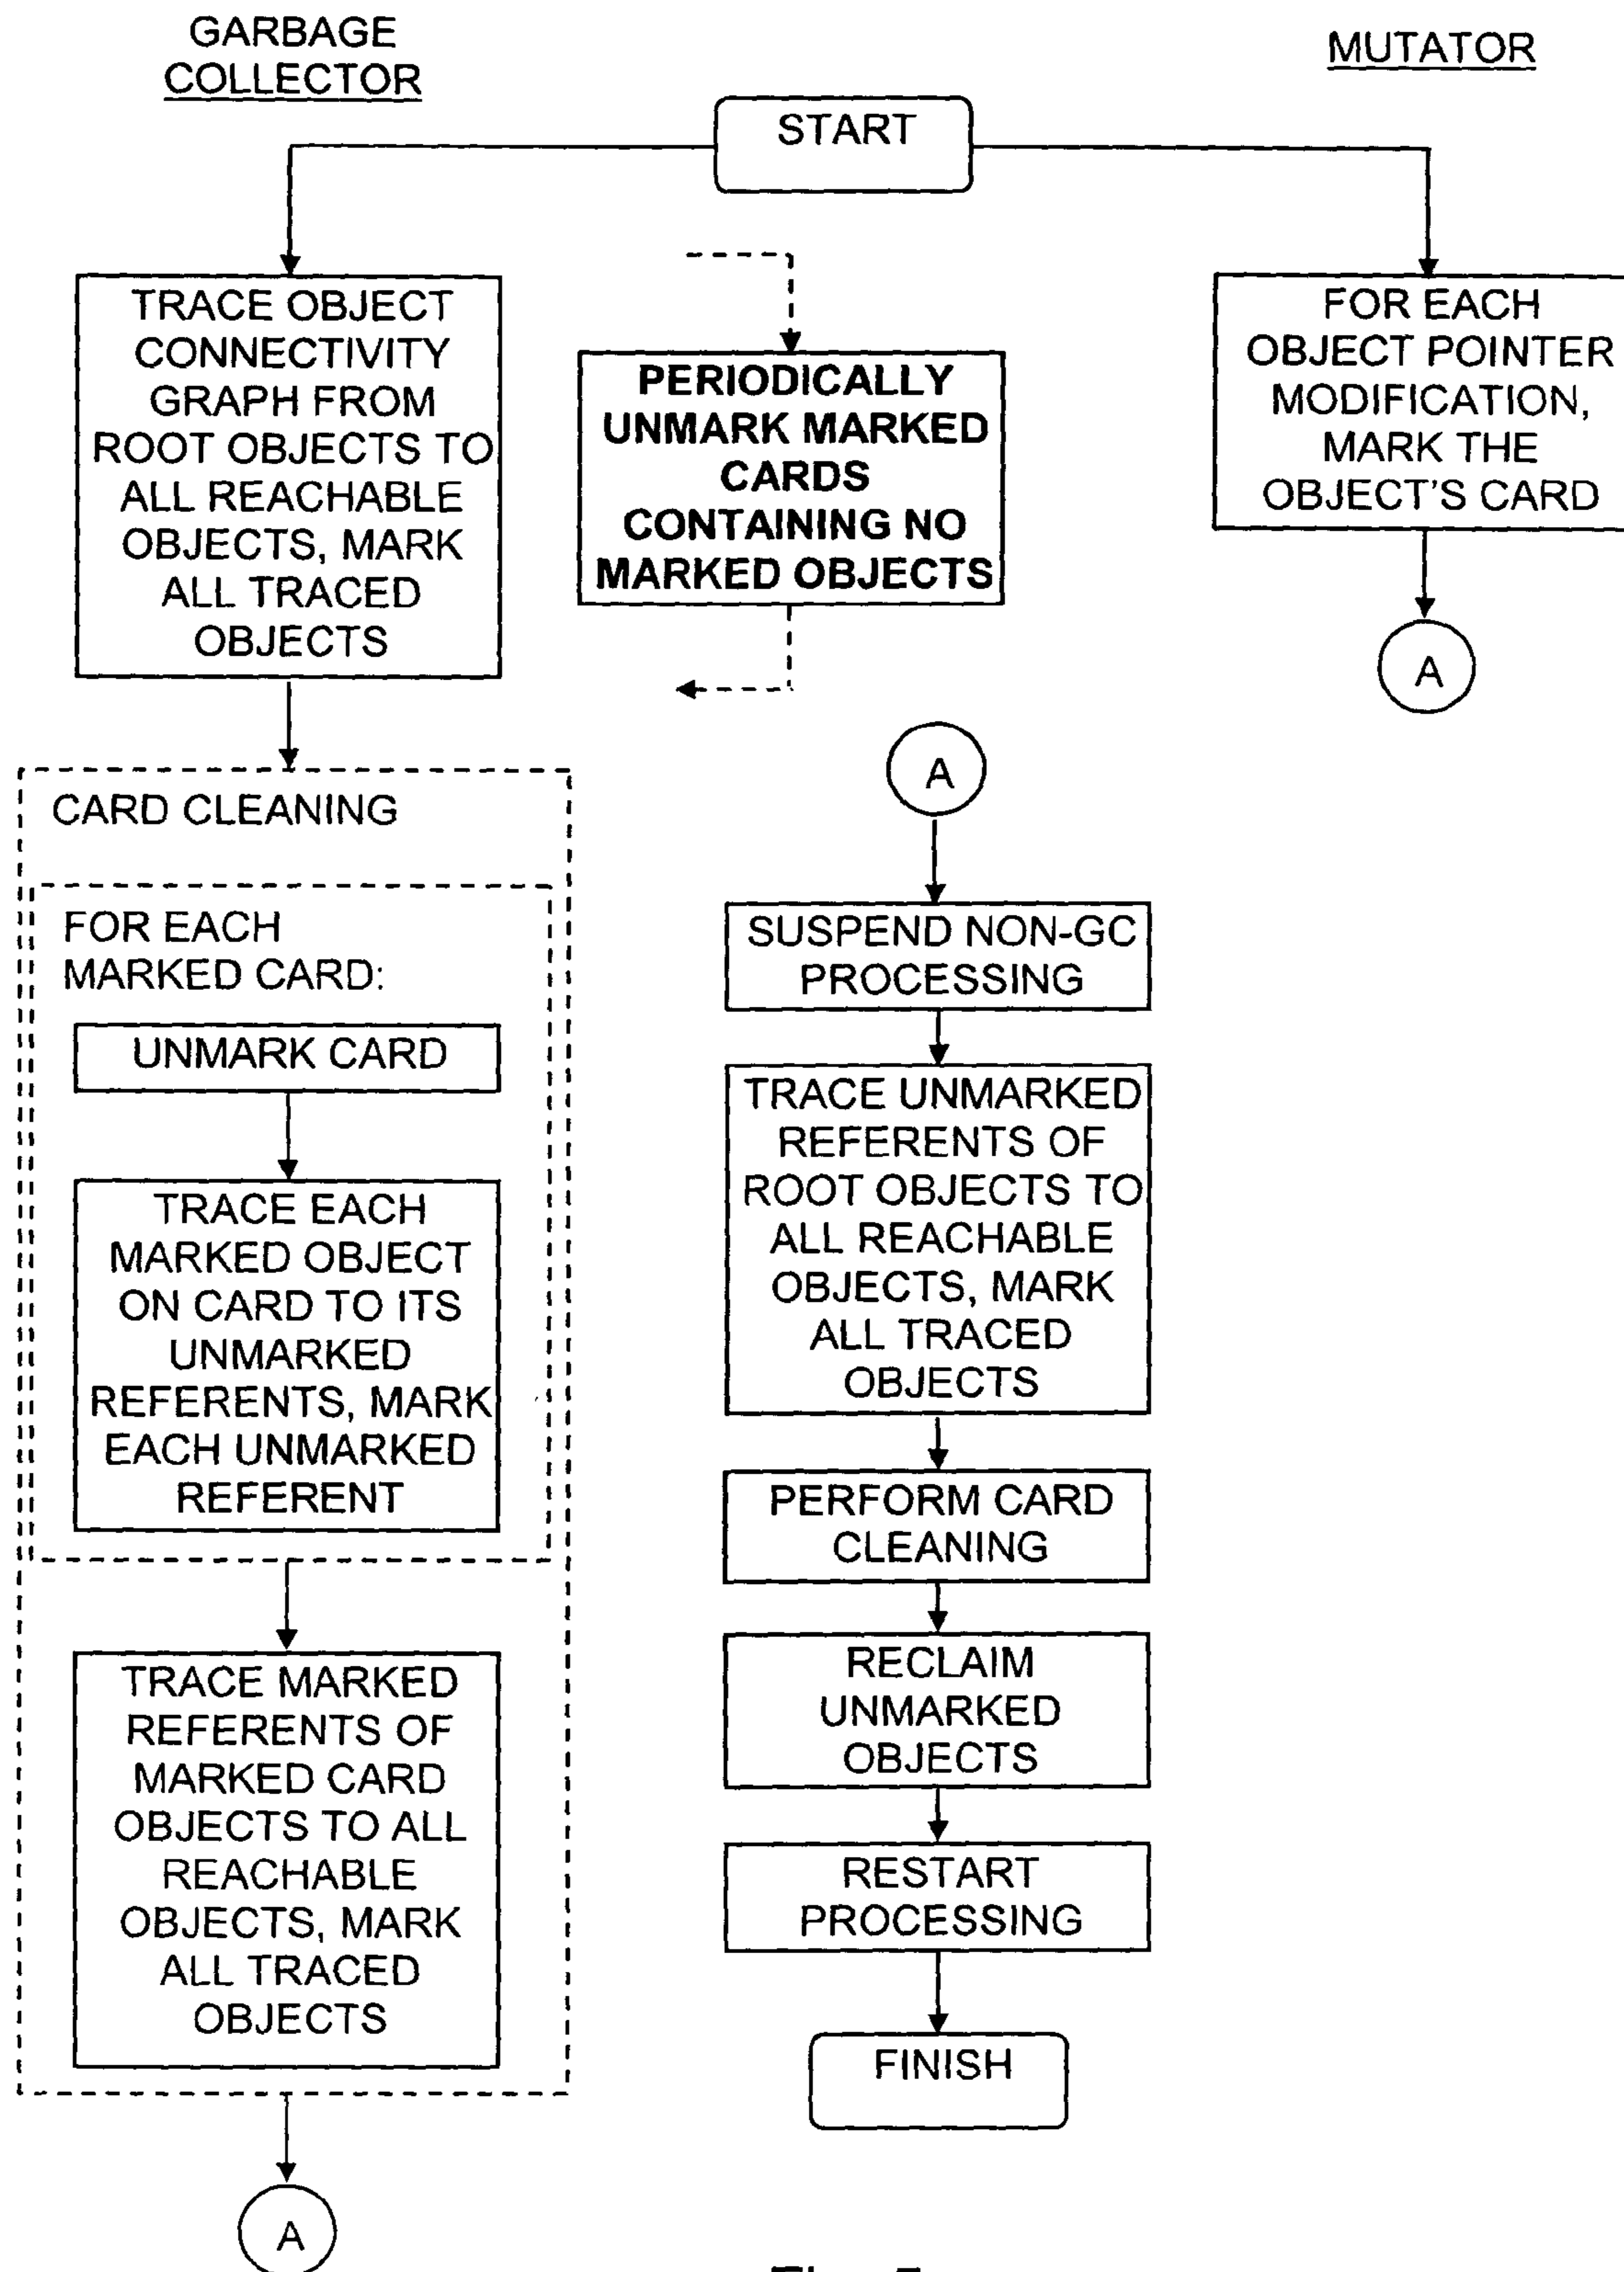 GARBAGE
COLLECTOR
MUTATOR
START
TRACE OBJECT
CONNECTIVITY
GRAPH FROM
ROOT OBJECTS TO
ALL REACHABLE
OBJECTS, MARK
ALL TRACED
OBJECTS
PERIODICALLY
UNMARK MARKED
CARDS
CONTAINING NO
MARKED OBJECTS
FOR EACH
OBJECT POINTER
MODIFICATION,
MARK THE
OBJECT'S CARD
A
CARD CLEANING
FOR EACH
MARKED CARD:
UNMARK CARD
TRACE EACH
MARKED OBJECT
ON CARD TO ITS
UNMARKED
REFERENTS, MARK
EACH UNMARKED
REFERENT
TRACE MARKED
REFERENTS OF
MARKED CARD
OBJECTS TO ALL
REACHABLE
OBJECTS, MARK
ALL TRACED
OBJECTS
A
A
SUSPEND NON-GC
PROCESSING
TRACE UNMARKED
REFERENTS OF
ROOT OBJECTS TO
ALL REACHABLE
OBJECTS, MARK
ALL TRACED
OBJECTS
PERFORM CARD
CLEANING
RECLAIM
UNMARKED
OBJECTS
RESTART
PROCESSING
FINISH